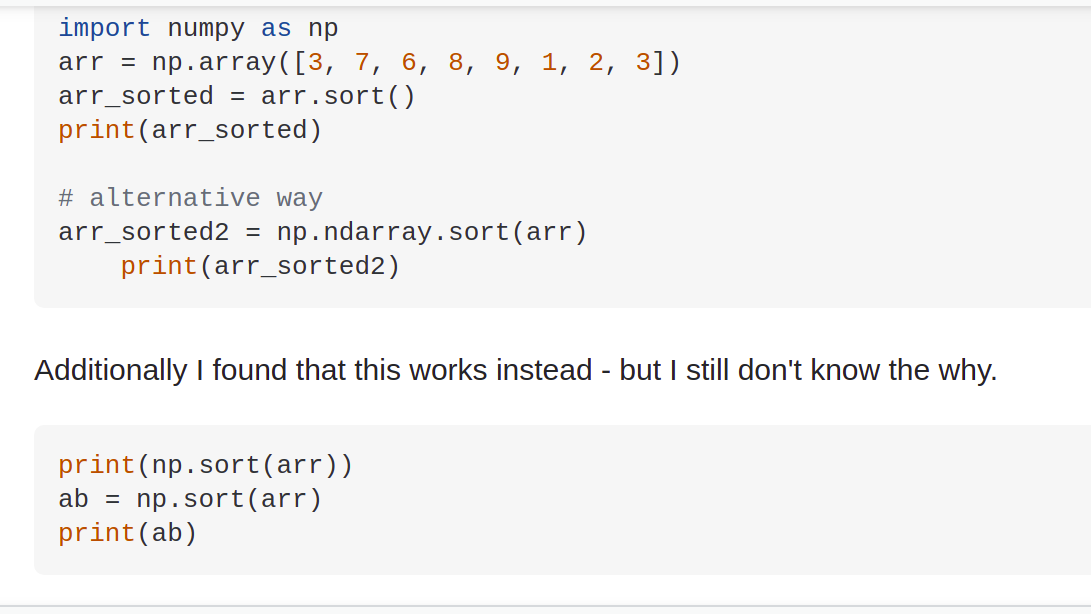 import numpy as np
arr = np.array([3, 7, 6, 8, 9, 1, 2, 3])
arr_sorted = arr.sort()
print(arr_sorted)

# alternative way
arr_sorted2 = np.ndarray.sort(arr)
    print(arr_sorted2)

Additionally I found that this works instead - but I still don't know the why.

print(np.sort(arr))
ab = np.sort(arr)
print(ab)